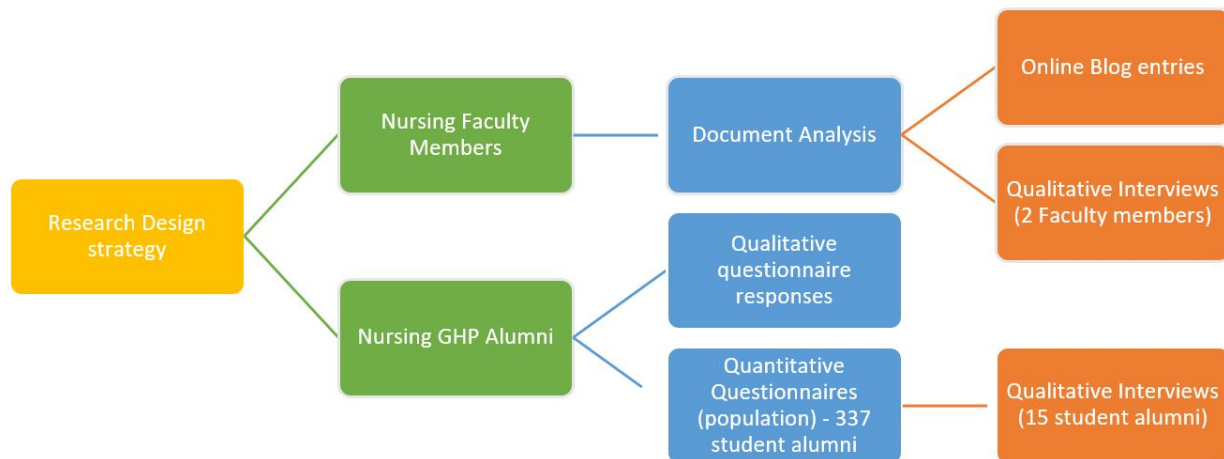 Research Design
strategy
Nursing Faculty
Members
Nursing GHP Alumni
Document Analysis
Qualitative
questionnaire
responses
Quantitative
Questionnaires
(population) - 337
student alumni
Online Blog entries
Qualitative Interviews
(2 Faculty members)
Qualitative Interviews
(15 student alumni)